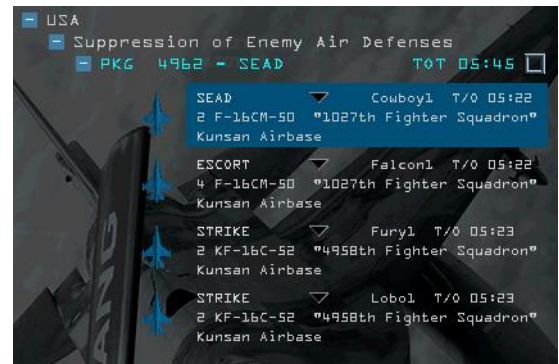 USA
Suppression of Enemy Air Defenses
PKG 4962 - SEAD TOT 05:45
SEAD Cowboy1 T/O 05:22
2 F-16CM-50 "1027th Fighter Squadron"
Kunsan Airbase
ESCORT Falcon1 T/O 05:22
4 F-16CM-50 "1027th Fighter Squadron"
Kunsan Airbase
STRIKE Fury1 T/O 05:23
2 KF-16C-52 "4958th Fighter Squadron"
Kunsan Airbase
STRIKE Lobo1 T/O 05:23
2 KF-16C-52 "4958th Fighter Squadron"
Kunsan Airbase
ANG